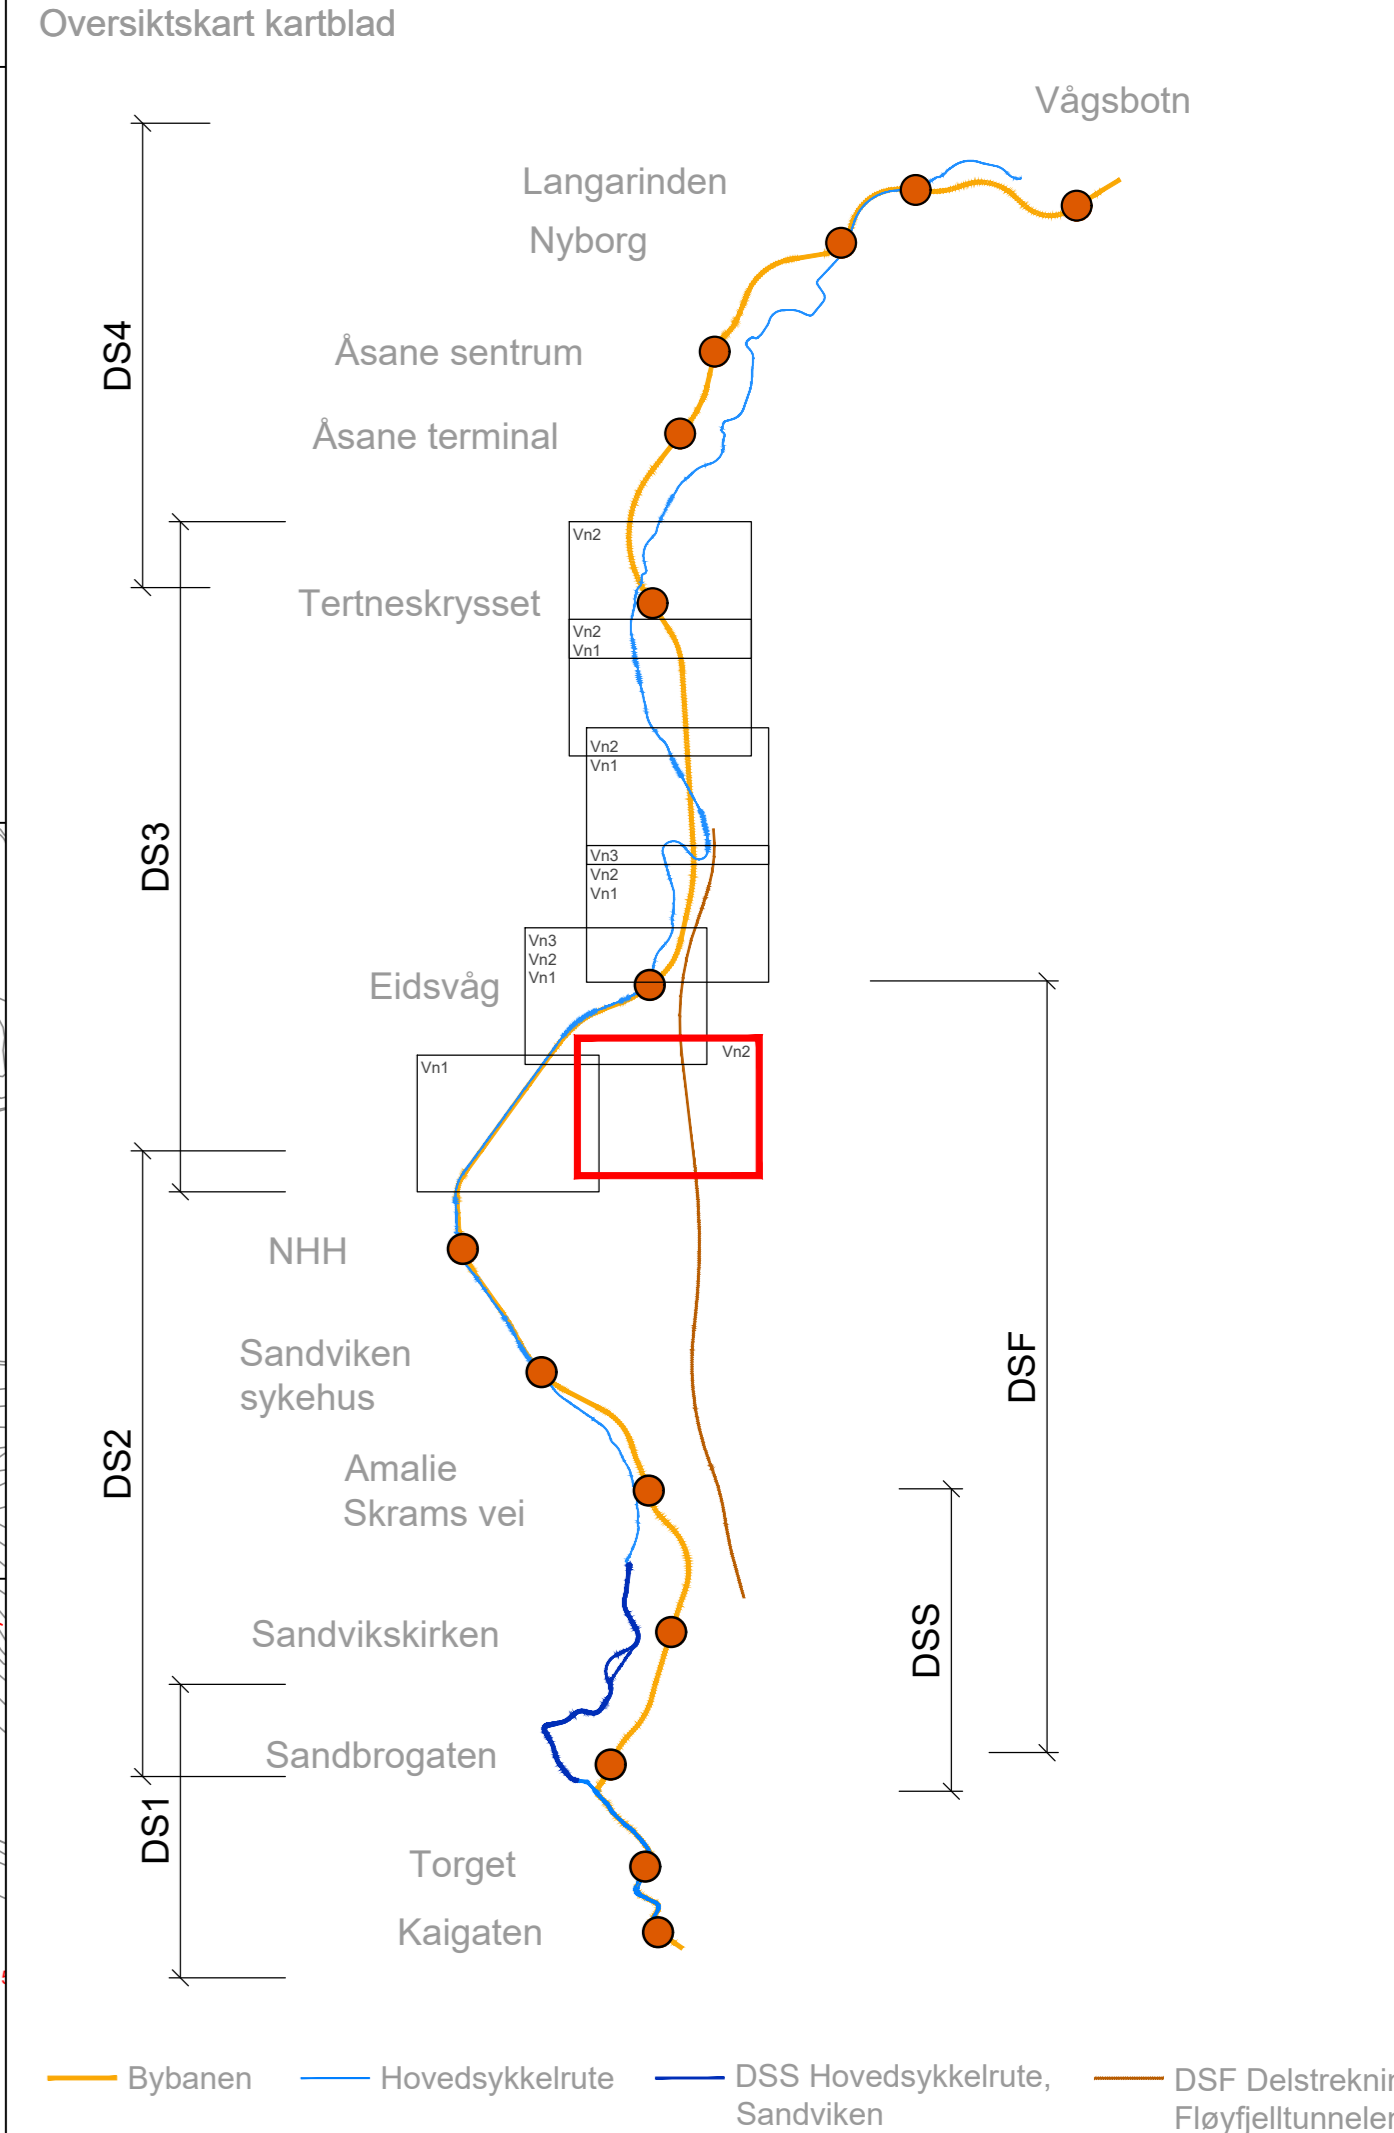 Oversiktskart kartblad
Vågsbotn
Langarinden
Nyborg
DS4
Åsane sentrum
Åsane terminal
Vn2
Tertneskrysset
Vn2
Vn1
Vn2
Vn1
DS3
Vn3
Vn2
Vn1
Vn3
Vn2
Vn1
Eidsvåg
Vn2
Vn1
NHH
Sandviken
sykehus
DSF
DS2
Amalie
Skrams vei
Sandvikskirken
DSS
Sandbrogaten
DS1
Torget
Kaigaten
Bybanen
Hovedsykkelrute
DSS Hovedsykkelrute,
Sandviken
DSF